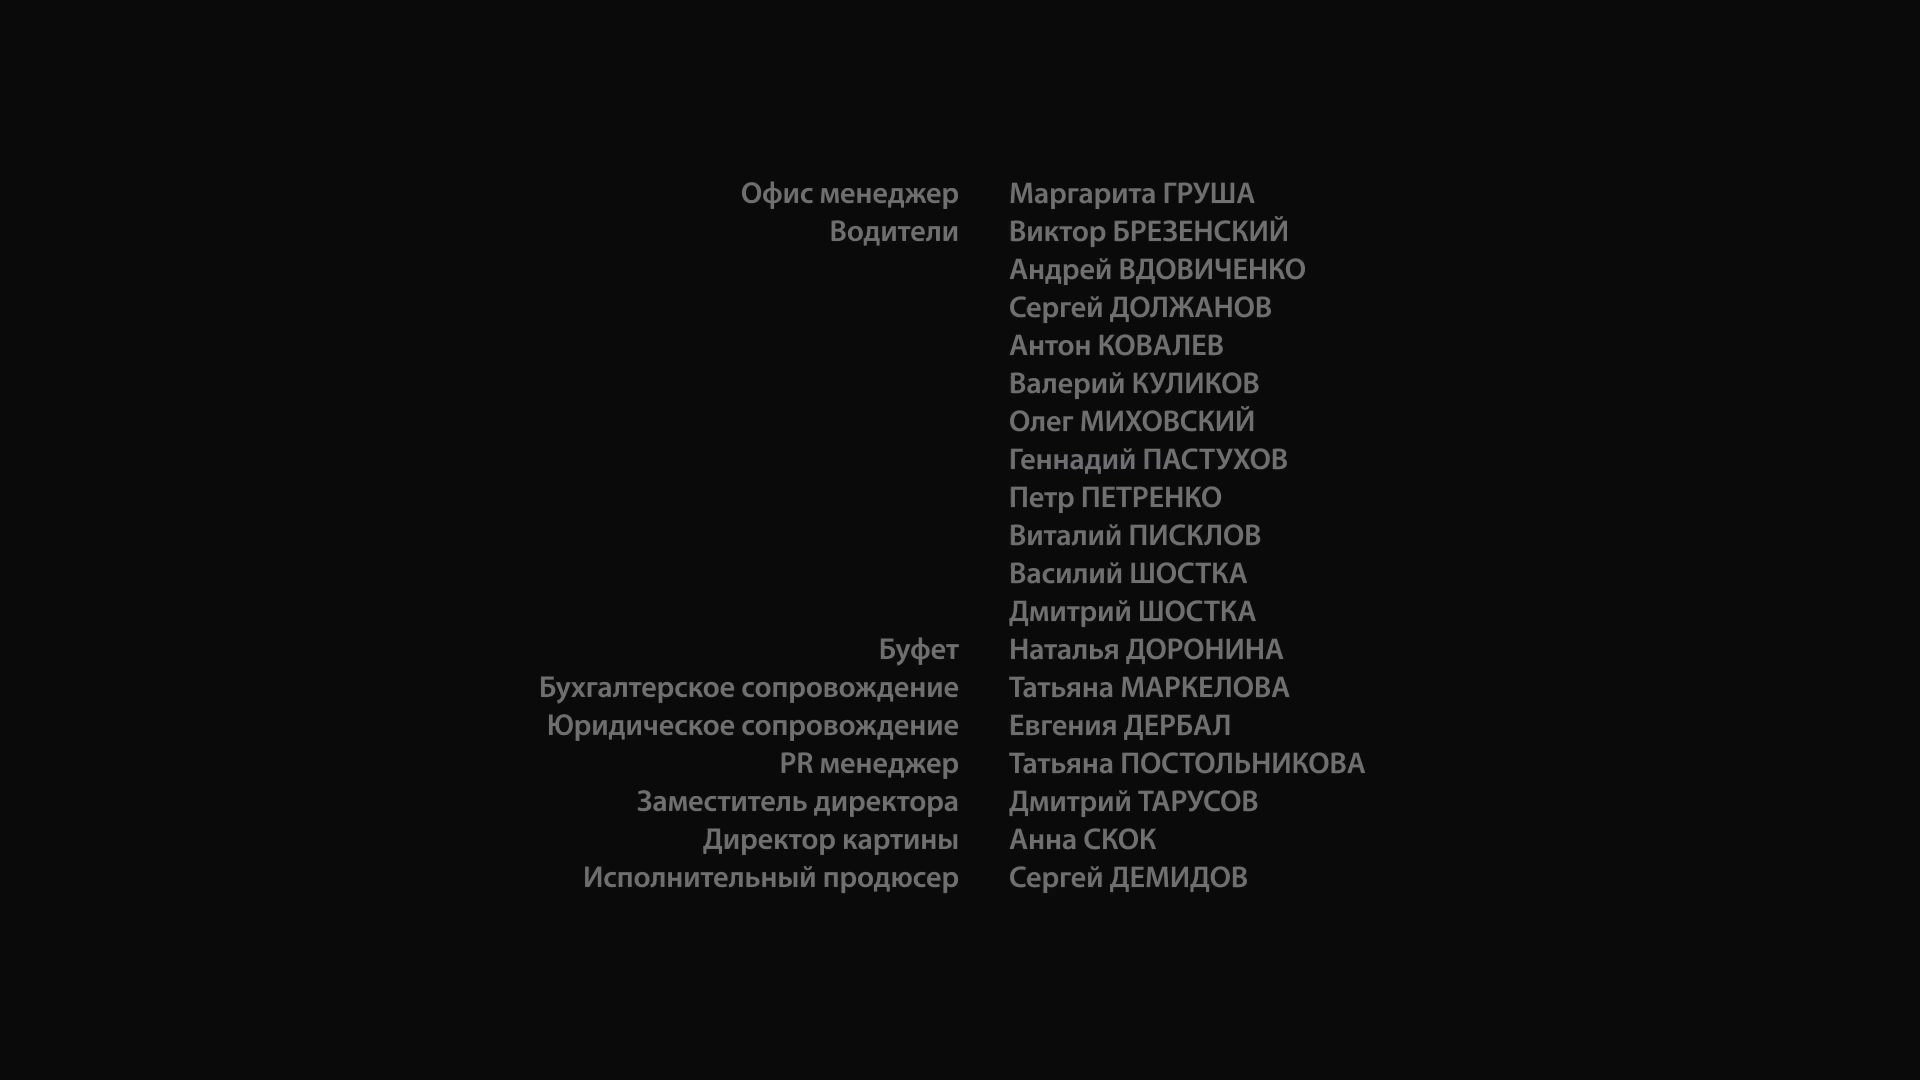 Офис менеджер Маргарита ГРУША
Водители Виктор БРЕЗЕНСКИЙ
Андрей ВДОВИЧЕНКО
Сергей ДОЛЖАНОВ
Антон КОВАЛЕВ
Валерий КУЛИКОВ
Олег МИХОВСКИЙ
Геннадий ПАСТУХОВ
Петр ПЕТРЕНКО
Виталий ПИСКЛОВ
Василий ШОСТКА
Дмитрий ШОСТКА
Буфет Наталья ДОРОНИНА
Бухгалтерское сопровождение Татьяна МАРКЕЛОВА
Юридическое сопровождение Евгения ДЕРБАЛ
PR менеджер Татьяна ПОСТОЛЬНИКОВА
Заместитель директора Дмитрий ТАРУСОВ
Директор картины Анна СКОК
Исполнительный продюсер Сергей ДЕМИДОВ